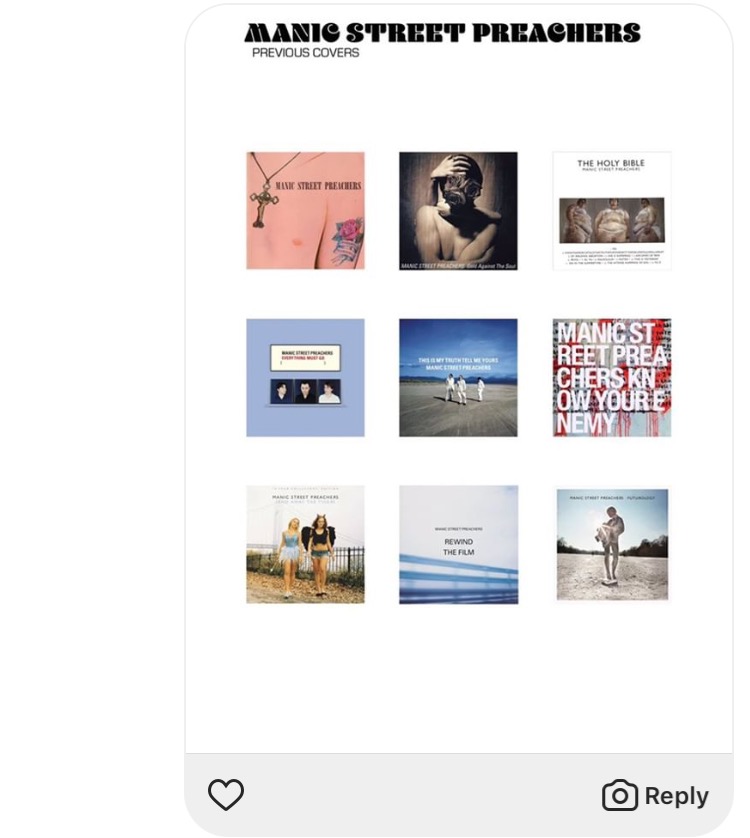 MANIC STREET PREACHERS
PREVIOUS COVERS
MANIC STREET PREACHERS
MANIC STREET PREACHERS Gold Against The Soul
THE HOLY BIBLE
MANIC STREET PREACHERS
MANIC STREET PREACHERS
EVERYTHING MUST GO
THIS IS MY TRUTH TELL ME YOURS
MANIC STREET PREACHERS
MANIC ST
REET PREA
CHERS KN
OW YOUR E
NEMY
MANIC STREET PREACHERS
MANIC STREET PREACHERS
REWIND
THE FILM
MANIC STREET PREACHERS FUTUROLOGY
Reply